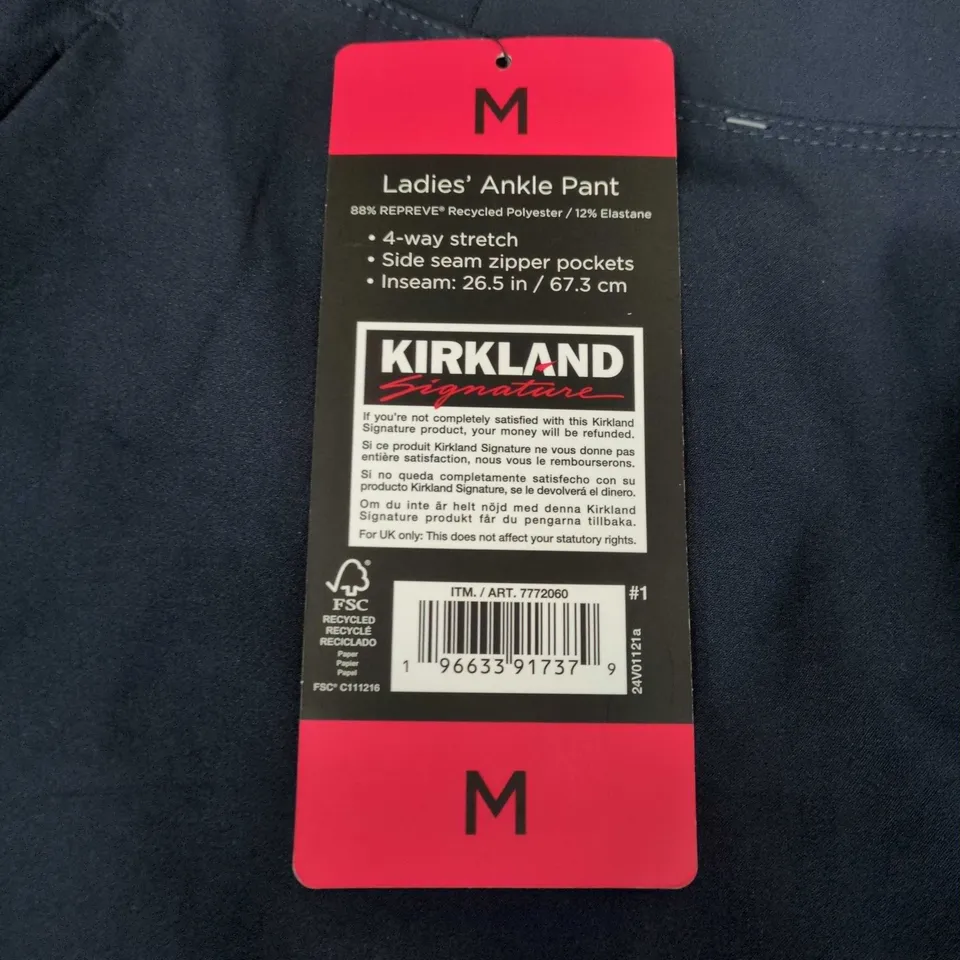 M
Ladies' Ankle Pant
88% REPREVE® Recycled Polyester / 12% Elastane
• 4-way stretch
• Side seam zipper pockets
• Inseam: 26.5 in / 67.3 cm
KIRKLAND
Signature
If you're not completely satisfied with this Kirkland
Signature product, your money will be refunded.
Si ce produit Kirkland Signature ne vous donne pas
entière satisfaction, nous vous le rembourserons.
Si no queda completamente satisfecho con su
producto Kirkland Signature, se le devolverá el dinero.
Om du inte är helt nöjd med denna Kirkland
Signature produkt får du pengarna tillbaka.
For UK only: This does not affect your statutory rights.
FSC
RECYCLED
RECYCLÉ
RECICLADO
Paper
Papier
Papel
FSC® C111216
ITM. / ART. 7772060
1 96633 91737 9
#1
24V01121a
M